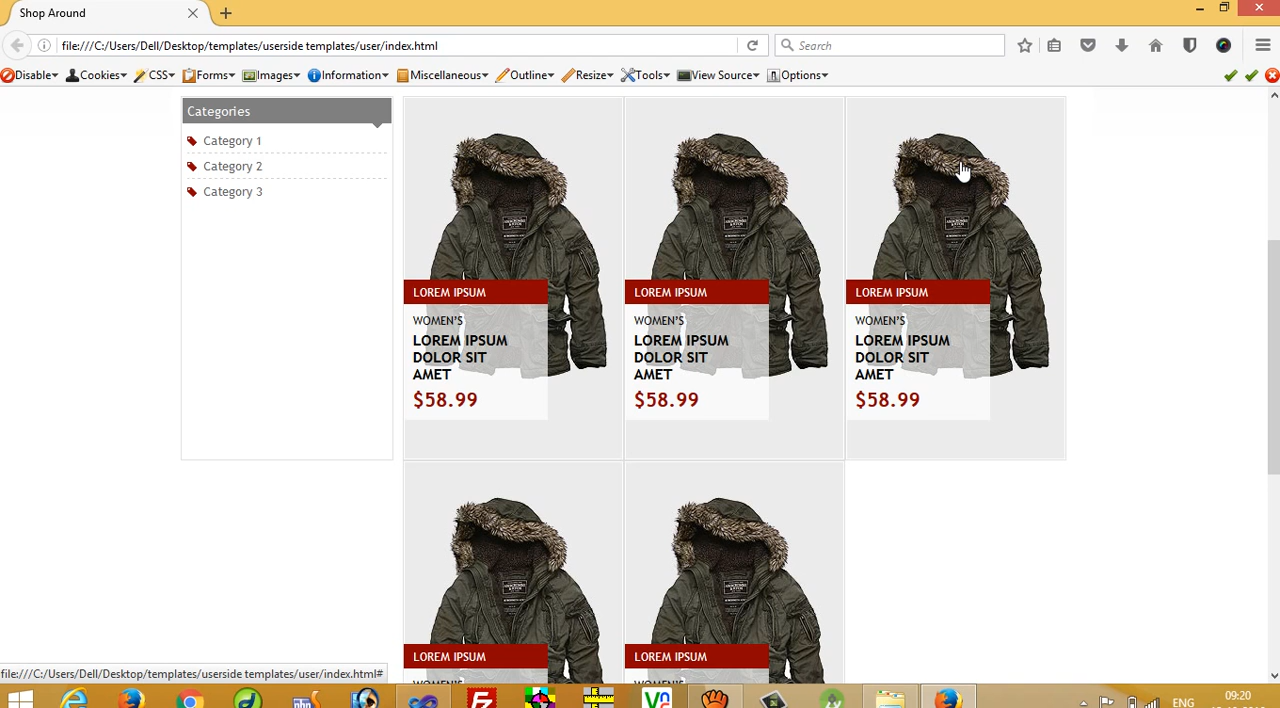 Shop Around
file:///C:/Users/Dell/Desktop/templates/userside templates/user/index.html
Search
Disable Cookies CSS Forms Images Information Miscellaneous Outline Resize Tools View Source Options
Categories
Category 1
Category 2
Category 3
LOREM IPSUM
WOMEN'S
LOREM IPSUM
DOLOR SIT
AMET
$58.99
LOREM IPSUM
WOMEN'S
LOREM IPSUM
DOLOR SIT
AMET
$58.99
LOREM IPSUM
WOMEN'S
LOREM IPSUM
DOLOR SIT
AMET
$58.99
LOREM IPSUM
LOREM IPSUM
file:///C:/Users/Dell/Desktop/templates/userside templates/user/index.html#
ENG
09:20